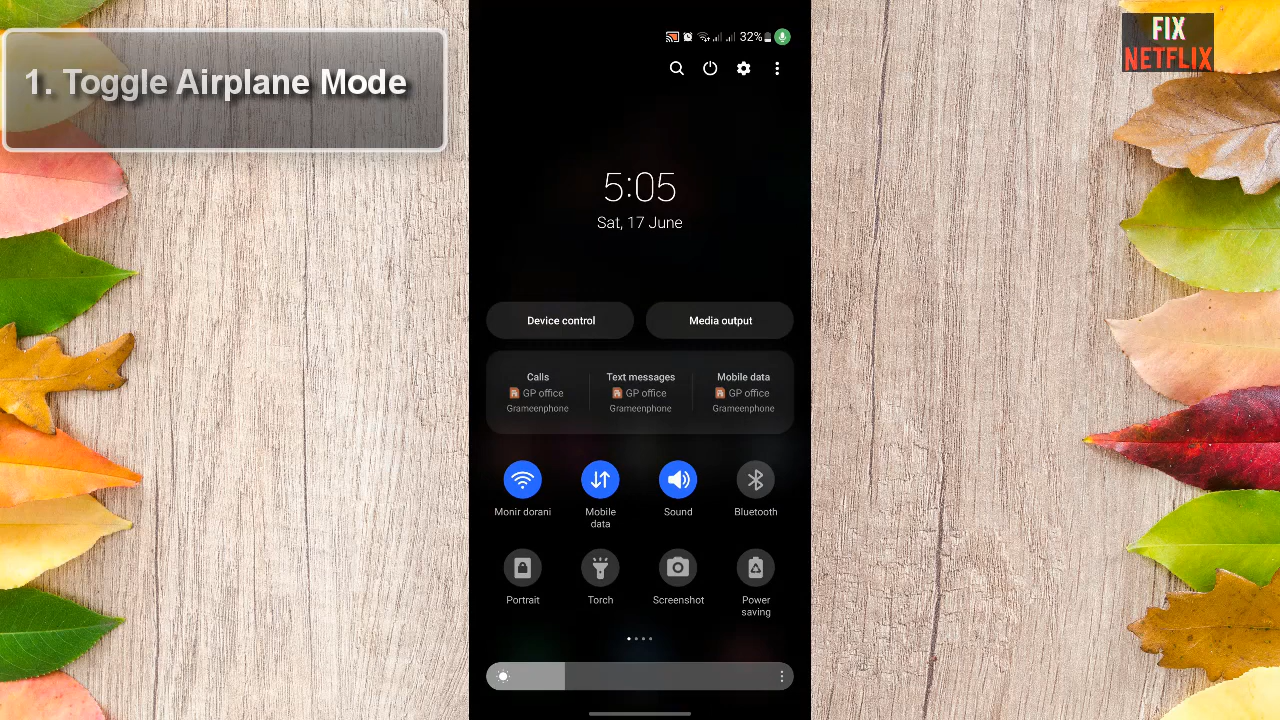 1. Toggle Airplane Mode
FIX
NETFLIX
32%
5:05
Sat, 17 June
Device control
Media output
Calls
GP office
Grameenphone
Text messages
GP office
Grameenphone
Mobile data
GP office
Grameenphone
Monir dorani
Mobile
data
Sound
Bluetooth
Portrait
Torch
Screenshot
Power
saving